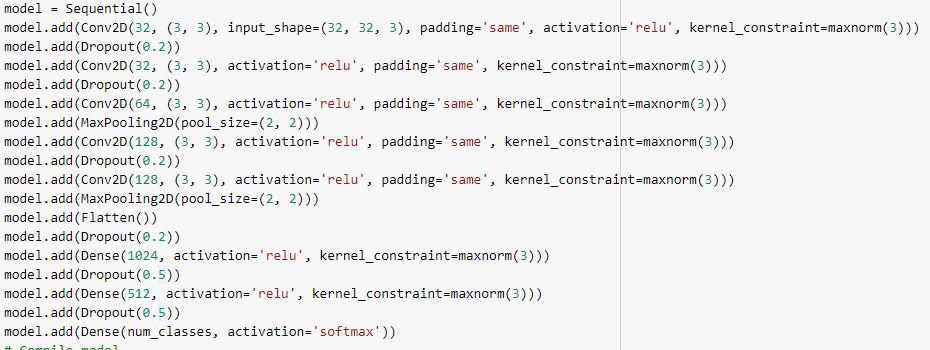 model = Sequential()
model.add(Conv2D(32, (3, 3), input_shape=(32, 32, 3), padding='same', activation='relu', kernel_constraint=maxnorm(3)))
model.add(Dropout(0.2))
model.add(Conv2D(32, (3, 3), activation='relu', padding='same', kernel_constraint=maxnorm(3)))
model.add(Dropout(0.2))
model.add(Conv2D(64, (3, 3), activation='relu', padding='same', kernel_constraint=maxnorm(3)))
model.add(MaxPooling2D(pool_size=(2, 2)))
model.add(Conv2D(128, (3, 3), activation='relu', padding='same', kernel_constraint=maxnorm(3)))
model.add(Dropout(0.2))
model.add(Conv2D(128, (3, 3), activation='relu', padding='same', kernel_constraint=maxnorm(3)))
model.add(MaxPooling2D(pool_size=(2, 2)))
model.add(Flatten())
model.add(Dropout(0.2))
model.add(Dense(1024, activation='relu', kernel_constraint=maxnorm(3)))
model.add(Dropout(0.5))
model.add(Dense(512, activation='relu', kernel_constraint=maxnorm(3)))
model.add(Dropout(0.5))
model.add(Dense(num_classes, activation='softmax'))
# Compile model